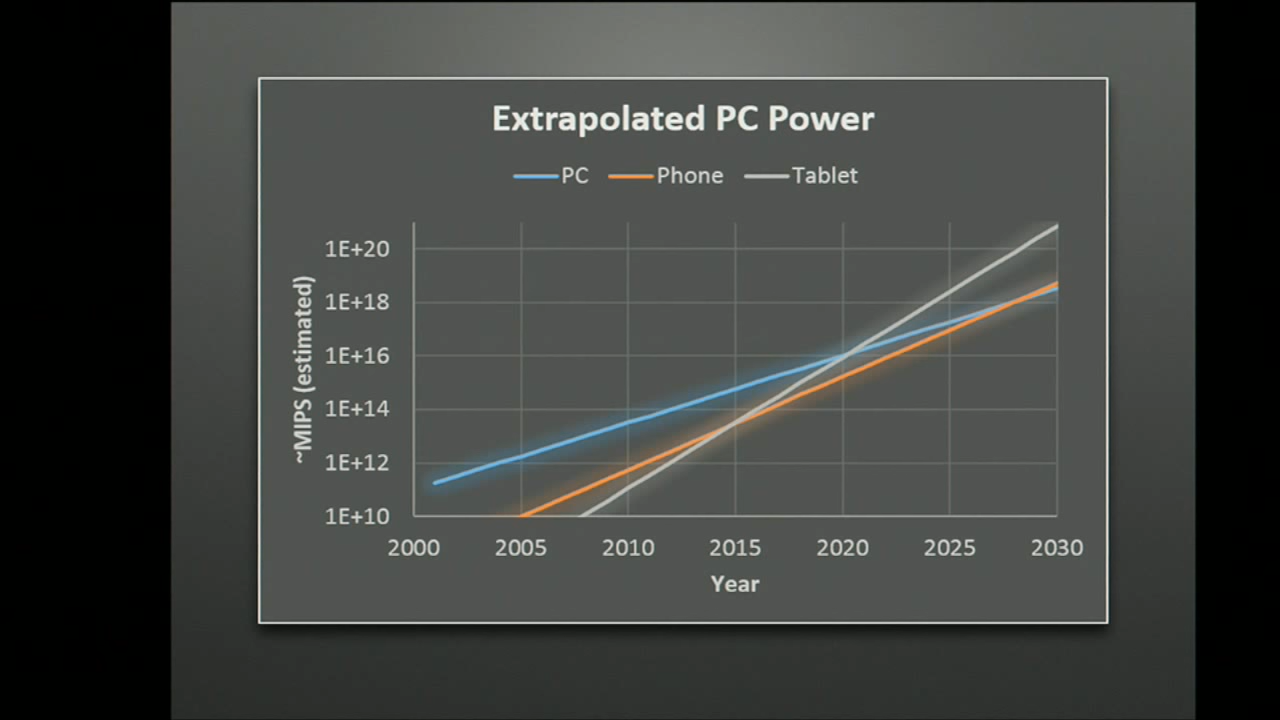 Extrapolated PC Power
PC Phone Tablet
1E+20
1E+18
1E+16
1E+14
1E+12
1E+10
~MIPS (estimated)
2000 2005 2010 2015 2020 2025 2030
Year